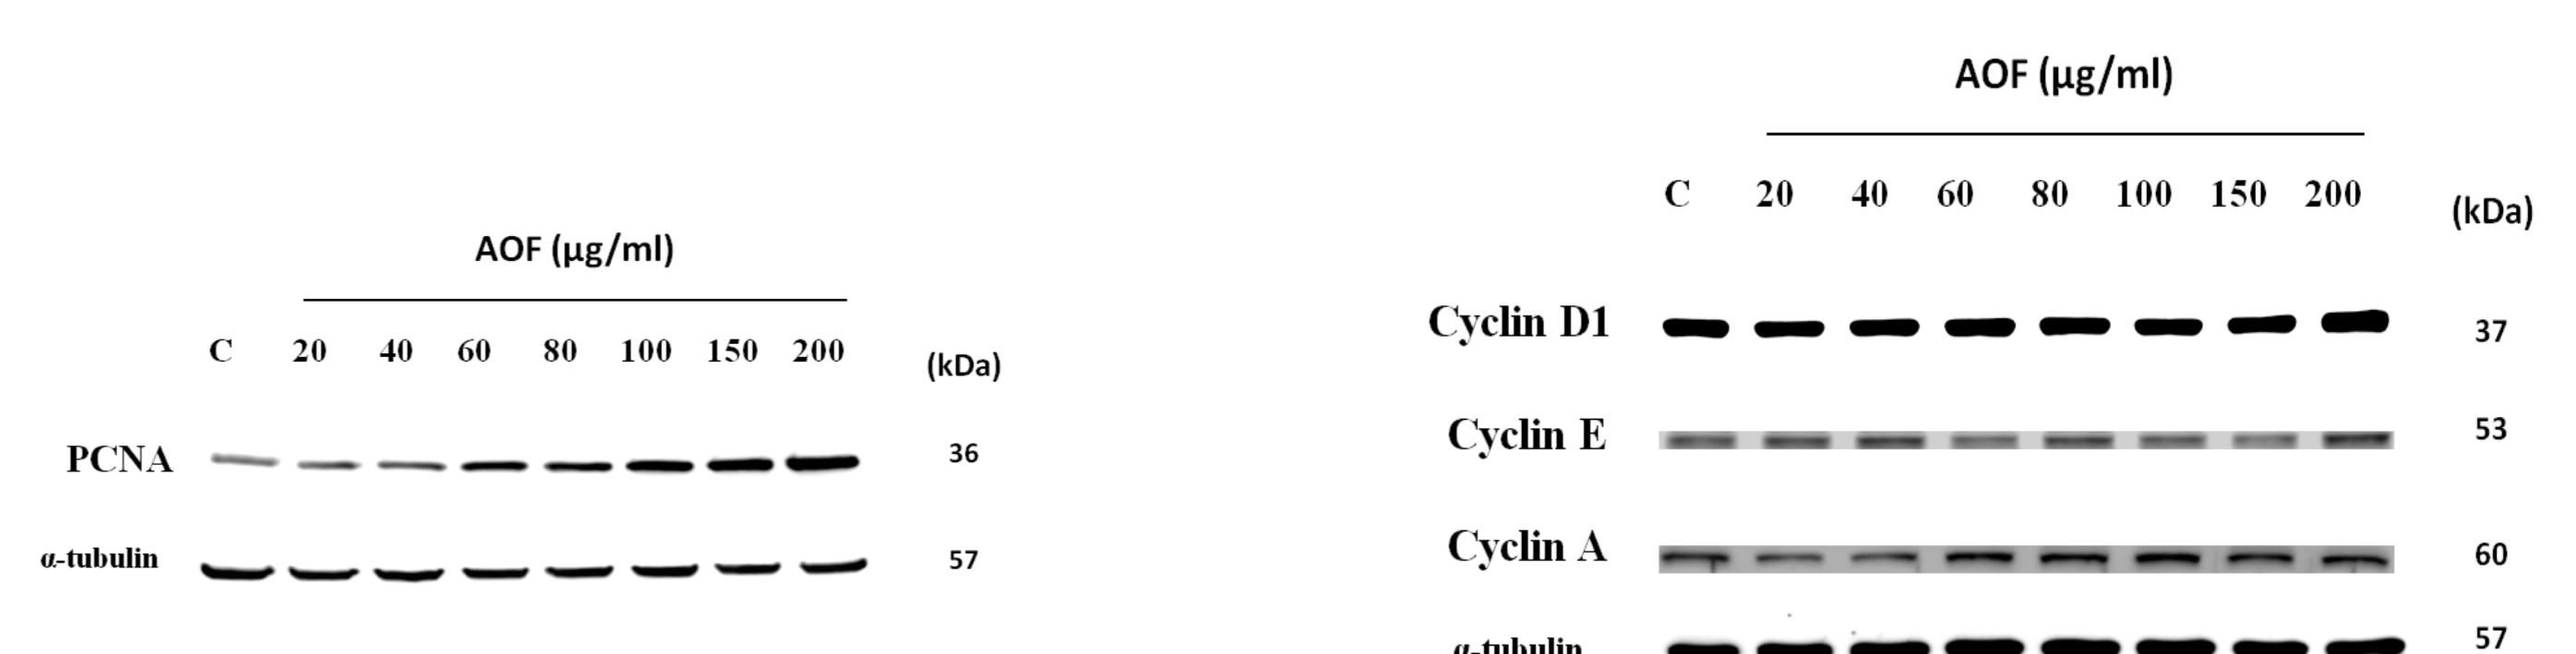 AOF (µg/ml)
C 20 40 60 80 100 150 200 (kDa)
PCNA 36
α-tubulin 57
AOF (µg/ml)
C 20 40 60 80 100 150 200 (kDa)
Cyclin D1 37
Cyclin E 53
Cyclin A 60
α-tubulin 57